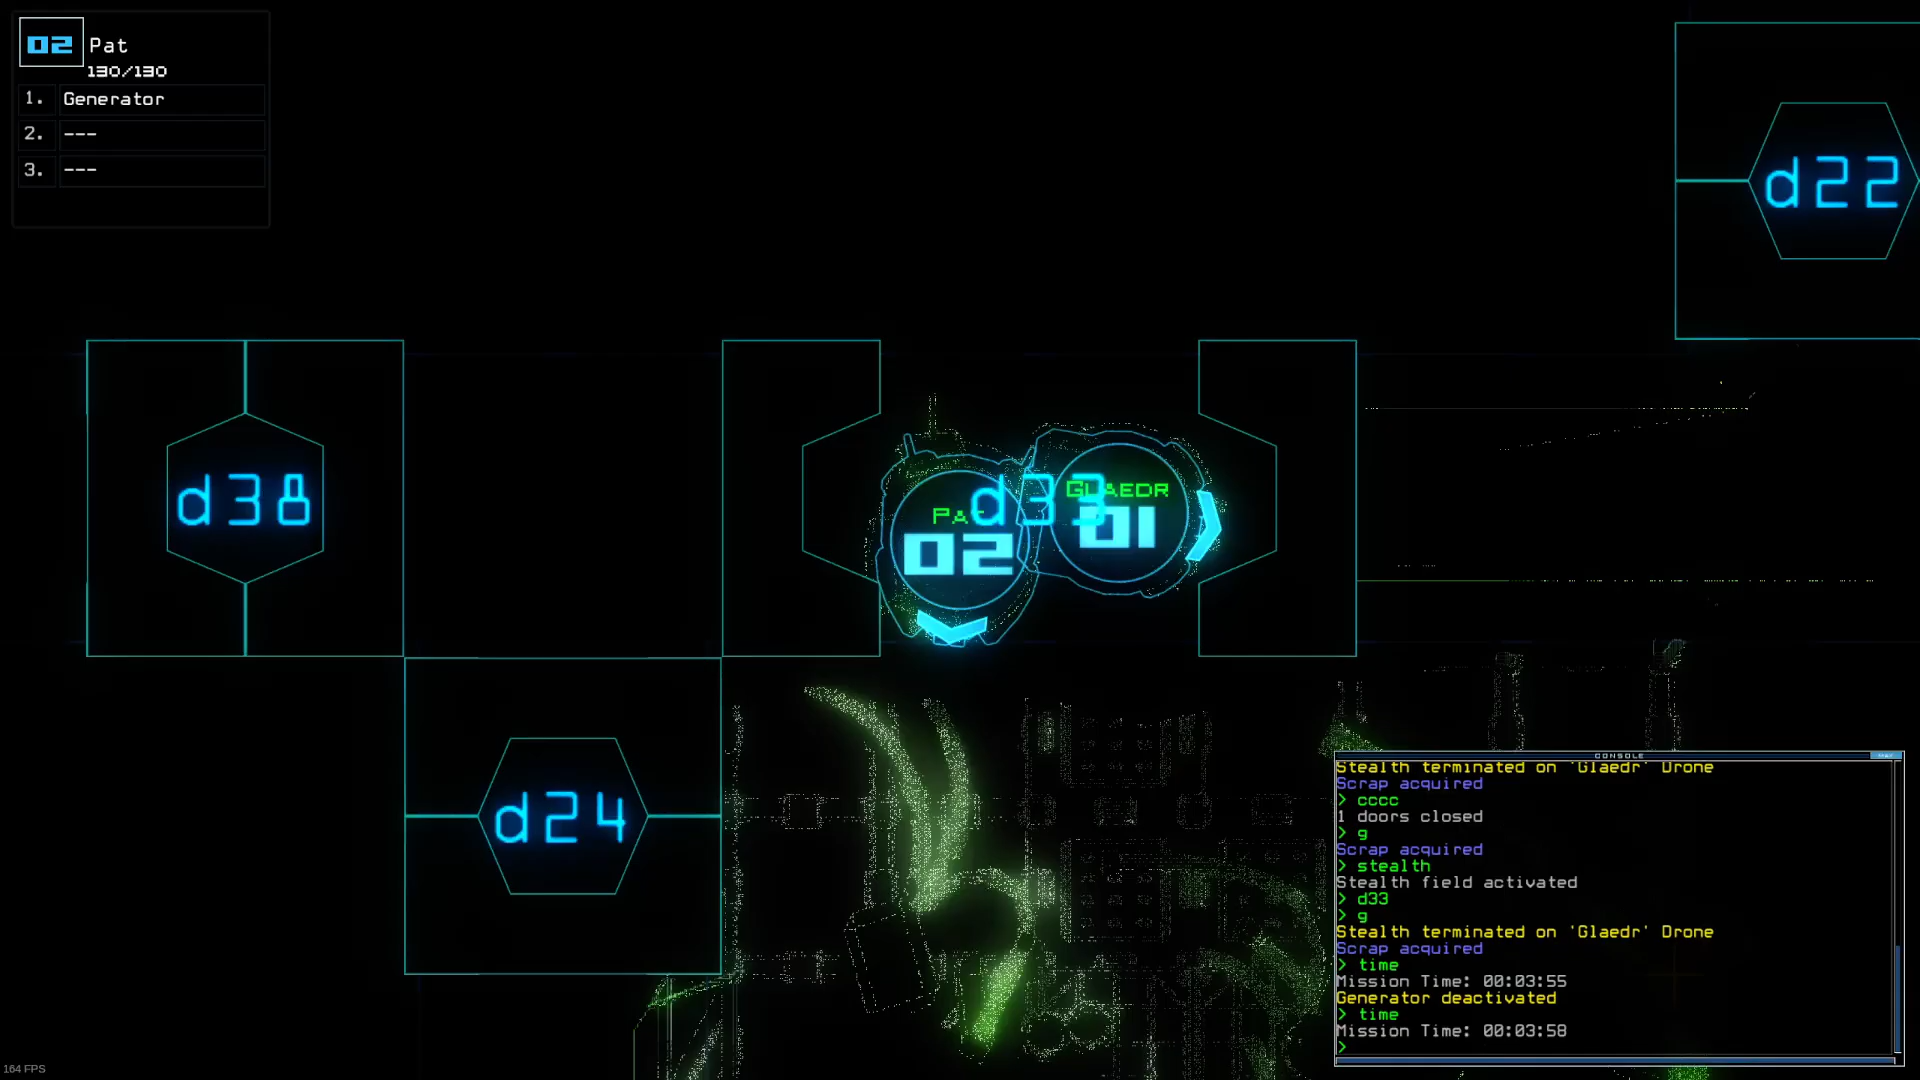 02 Pat
130/130
1. Generator
2. ---
3. ---
d22
d38
d33
GLAEDR
01
02
d24
CONSOLE
Stealth terminated on 'Glaedr' Drone
Scrap acquired
> cccc
1 doors closed
> g
Scrap acquired
> stealth
Stealth field activated
> d33
> g
Stealth terminated on 'Glaedr' Drone
Scrap acquired
> time
Mission Time: 00:03:55
Generator deactivated
> time
Mission Time: 00:03:58
>
164 FPS